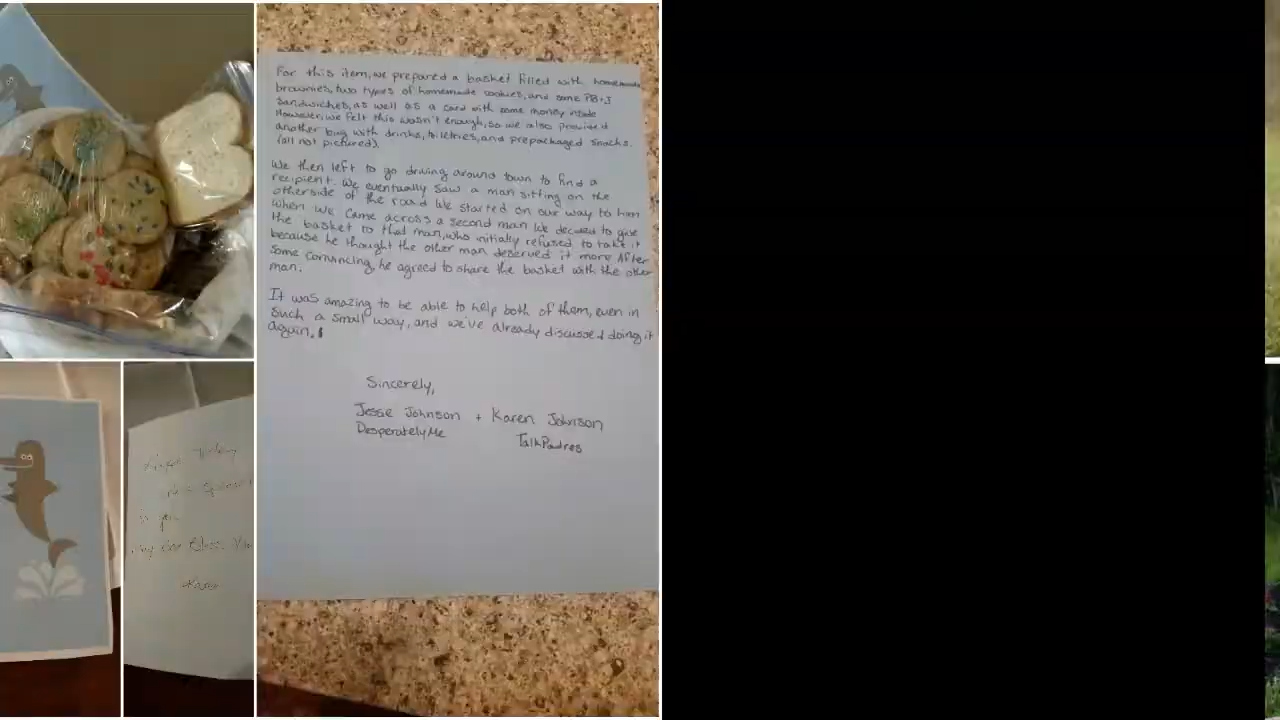 For this item, we prepared a basket filled with homemade
brownies, two types of homemade cookies, and some PB+J
sandwiches, as well as a card with some money inside
However, we felt this wasn't enough, so we also provided
another bag with drinks, toiletries, and prepackaged snacks.
(all not pictured).
We then left to go driving around town to find a
recipient. We eventually saw a man sitting on the
otherside of the road We started on our way to him
when we came across a second man We decided to give
the basket to that man, who initially refused to take it
because he thought the other man deserved it more After
some convincing, he agreed to share the basket with the other
man.
It was amazing to be able to help both of them, even in
such a small way, and we've already discussed doing it
again.
Sincerely,
Jesse Johnson + Karen Johnson
DesperatelyMe TalkPadres
to you
Bless You
Karen